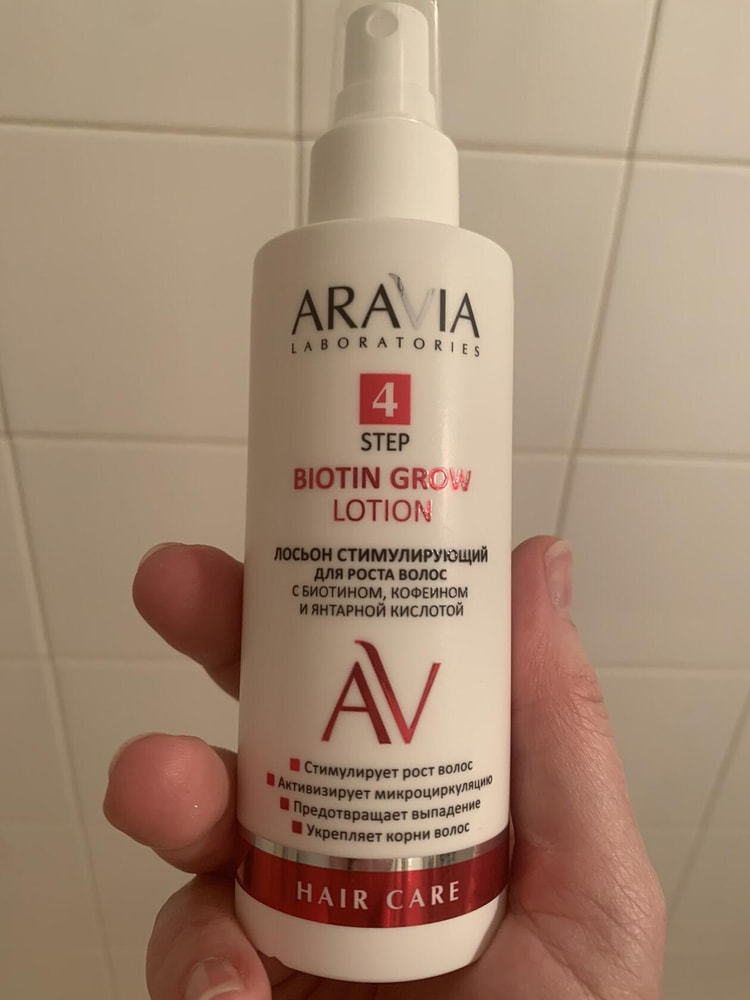 ARAVIA
LABORATORIES
4
STEP
BIOTIN GROW
LOTION
ЛОСЬОН СТИМУЛИРУЮЩИЙ
ДЛЯ РОСТА ВОЛОС
С БИОТИНОМ, КОФЕИНОМ
И ЯНТАРНОЙ КИСЛОТОЙ
AV
Стимулирует рост волос
Активизирует микроциркуляцию
Предотвращает выпадение
Укрепляет корни волос
HAIR CARE